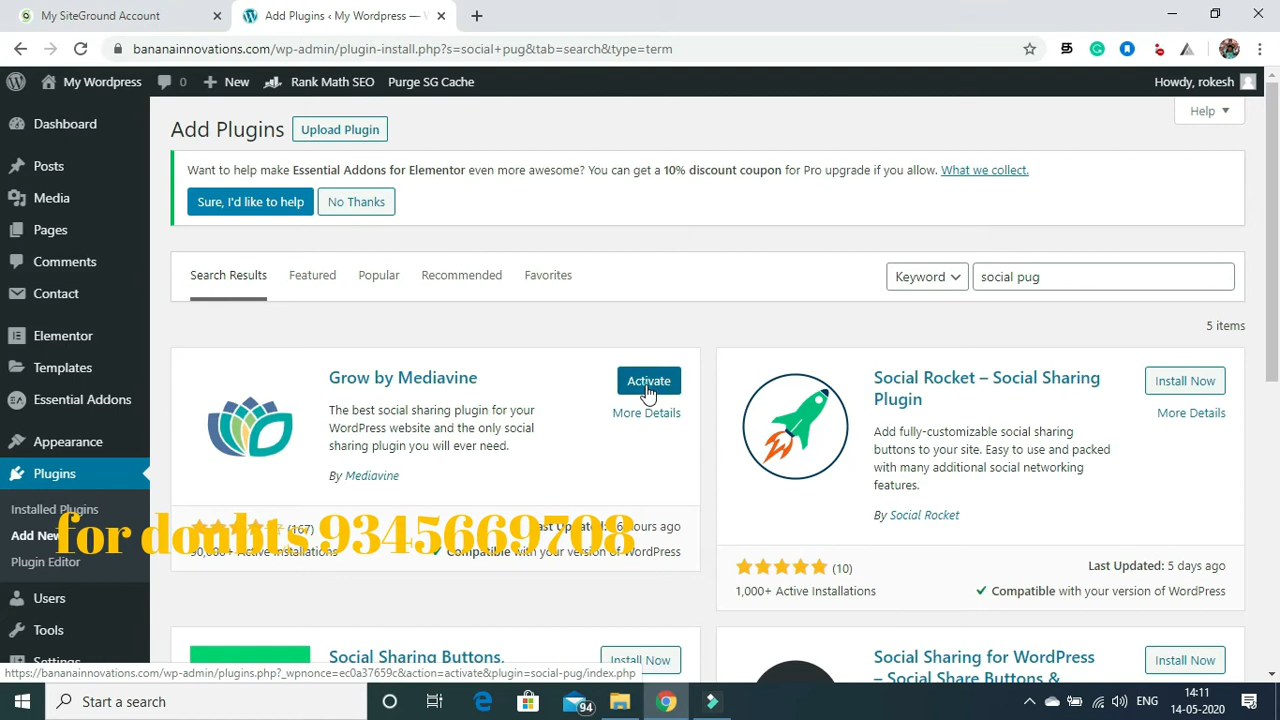 My SiteGround Account
Add Plugins ‹ My Wordpress —
bananainnovations.com/wp-admin/plugin-install.php?s=social+pug&tab=search&type=term
My Wordpress 0 New Rank Math SEO Purge SG Cache Howdy, rokesh
Help
Dashboard
Posts
Media
Pages
Comments
Contact
Elementor
Templates
Essential Addons
Appearance
Plugins
Installed Plugins
Add New
Plugin Editor
Users
Tools
Settings
Add Plugins Upload Plugin
Want to help make Essential Addons for Elementor even more awesome? You can get a 10% discount coupon for Pro upgrade if you allow. What we collect.
Sure, I'd like to help No Thanks
Search Results Featured Popular Recommended Favorites Keyword social pug
5 items
Grow by Mediavine
Activate
More Details
The best social sharing plugin for your
WordPress website and the only social
sharing plugin you will ever need.
By Mediavine
(167) Last Updated: hours ago
90,000+ Active Installations Compatible with your version of WordPress
for doubts 9345669708
Social Rocket – Social Sharing
Plugin
Install Now
More Details
Add fully-customizable social sharing
buttons to your site. Easy to use and packed
with many additional social networking
features.
By Social Rocket
(10) Last Updated: 5 days ago
1,000+ Active Installations Compatible with your version of WordPress
Social Sharing Buttons,
Install Now
Social Sharing for WordPress
– Social Share Buttons &
Install Now
https://bananainnovations.com/wp-admin/plugins.php?_wpnonce=ec0a37659c&action=activate&plugin=social-pug/index.php
Start a search
94
ENG
14:11
14-05-2020